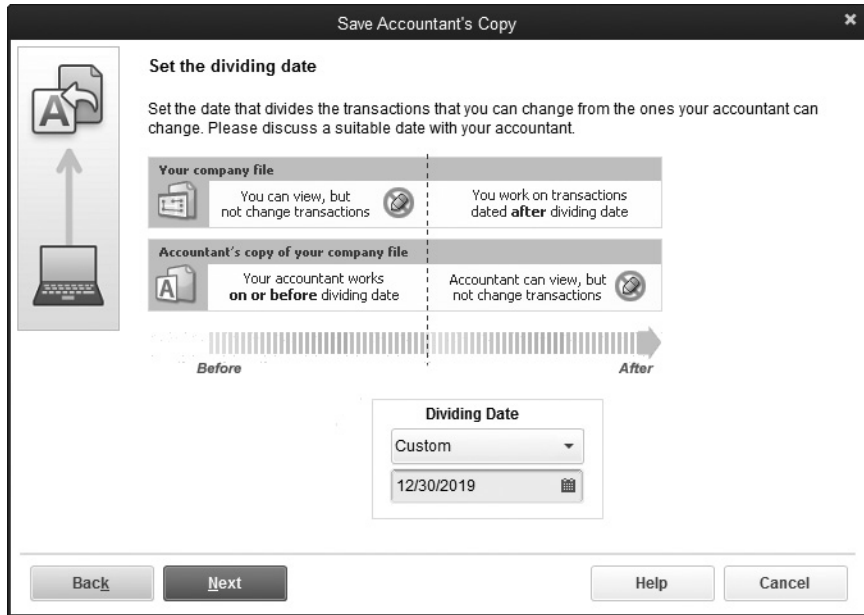 Save Accountant's Copy
Set the dividing date
Set the date that divides the transactions that you can change from the ones your accountant can
change. Please discuss a suitable date with your accountant.
Your company file
You can view, but
not change transactions
You work on transactions
dated after dividing date
Accountant's copy of your company file
A
Your accountant works
on or before dividing date
Accountant can view, but
not change transactions
Before
After
Dividing Date
Custom
12/30/2019
Back
Next
Help
Cancel